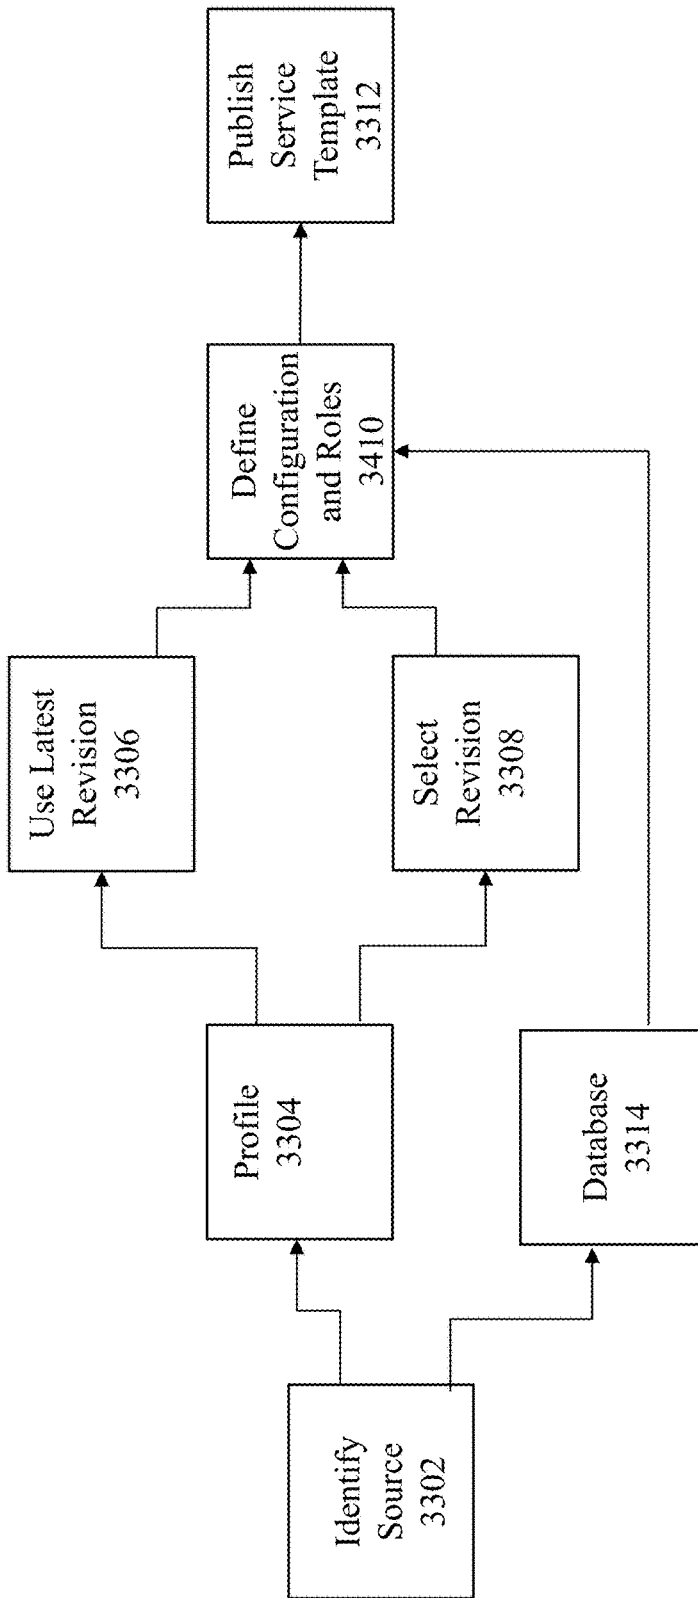 Identify
Source
3302
Profile
3304
Database
3314
Use Latest
Revision
3306
Select
Revision
3308
Define
Configuration
and Roles
3410
Publish
Service
Template
3312